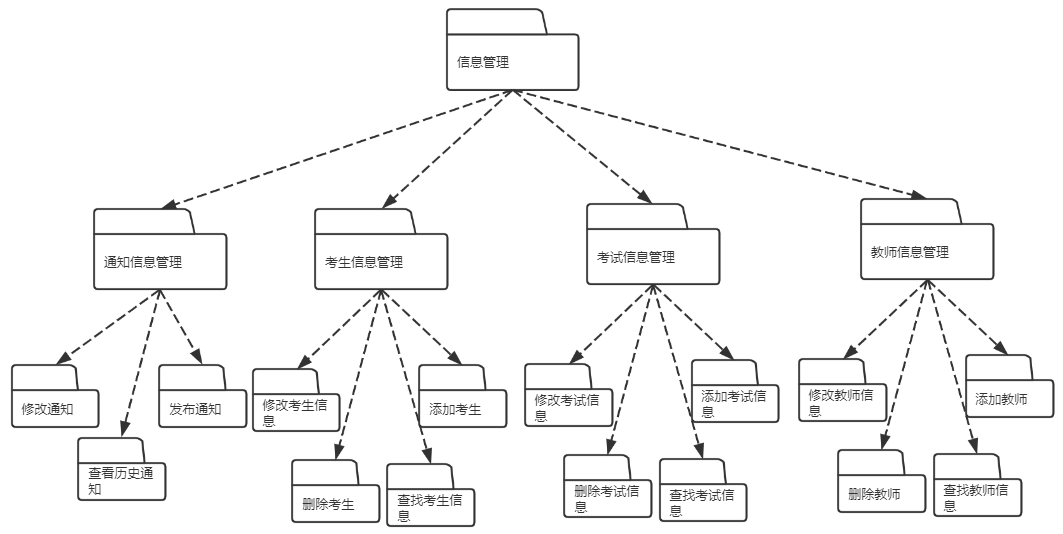 信息管理
通知信息管理
考生信息管理
考试信息管理
教师信息管理
修改通知
发布通知
查看历史通
知
修改考生信
息
添加考生
删除考生
查找考生信
息
修改考试信
息
添加考试信
息
删除考试信
息
查找考试信
息
修改教师信
息
添加教师
删除教师
查找教师信
息